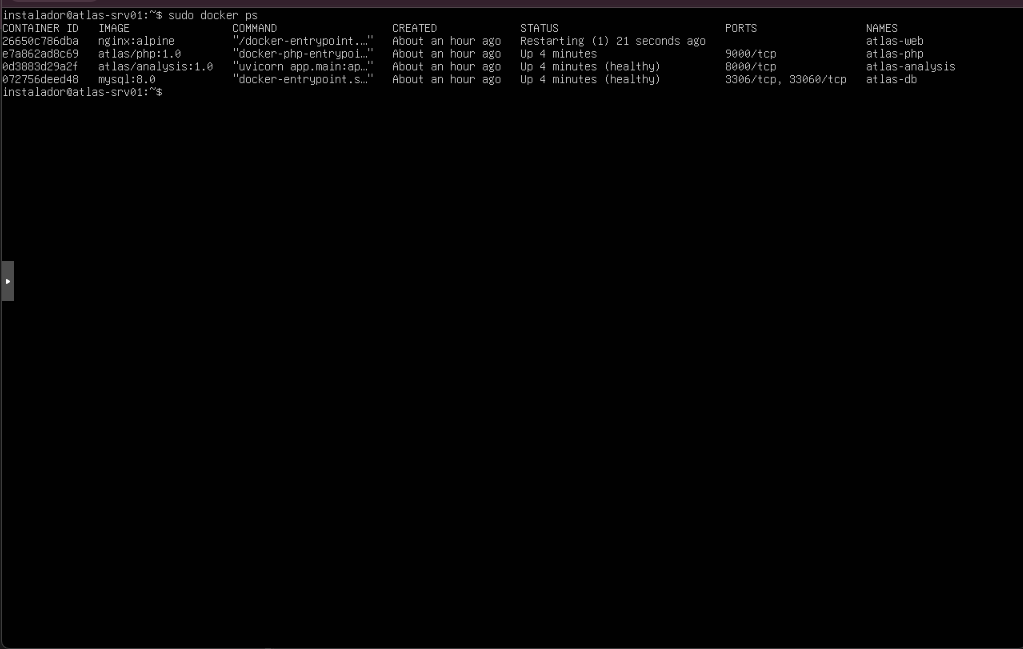 instalador@atlas-srv01:~$ sudo docker ps
CONTAINER ID   IMAGE                COMMAND                  CREATED             STATUS                          PORTS                 NAMES
26650c786dba   nginx:alpine         "/docker-entrypoint.…"   About an hour ago   Restarting (1) 21 seconds ago                         atlas-web
e7a862ad8c69   atlas/php:1.0        "docker-php-entrypoi…"   About an hour ago   Up 4 minutes                    9000/tcp              atlas-php
0d3883d29a2f   atlas/analysis:1.0   "uvicorn app.main:ap…"   About an hour ago   Up 4 minutes (healthy)          8000/tcp              atlas-analysis
072756deed48   mysql:8.0            "docker-entrypoint.s…"   About an hour ago   Up 4 minutes (healthy)          3306/tcp, 33060/tcp   atlas-db
instalador@atlas-srv01:~$